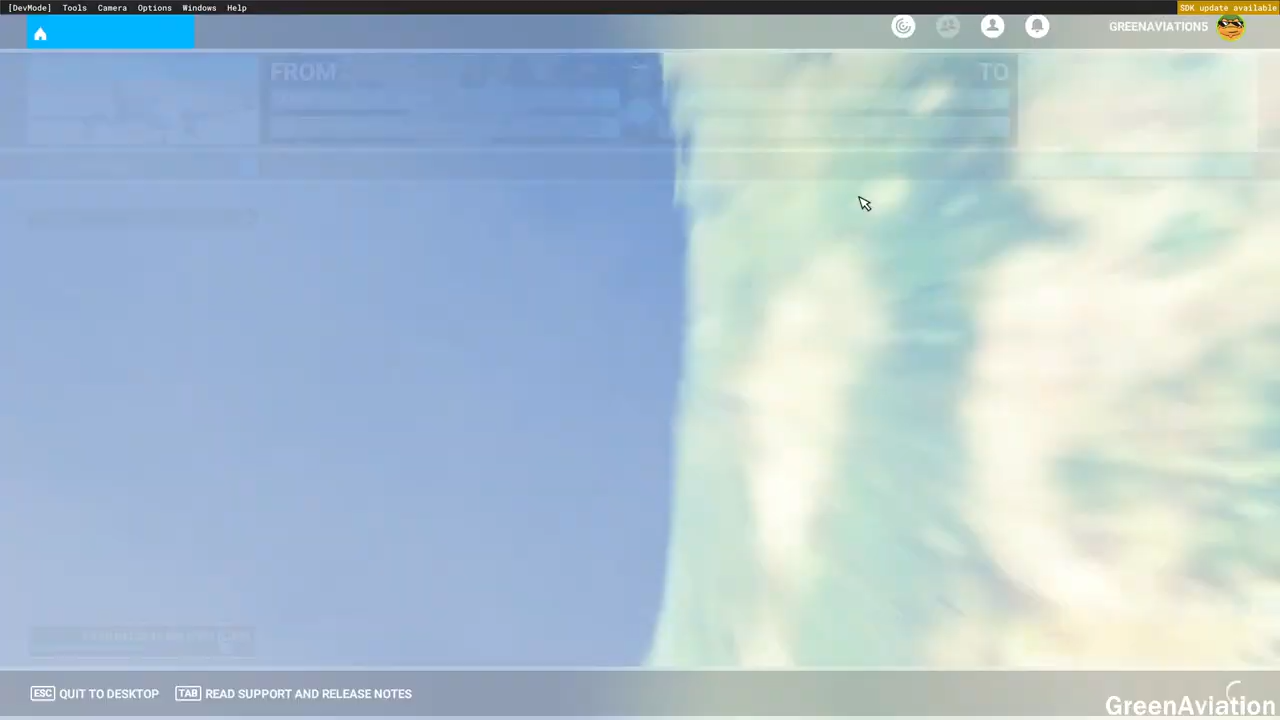 [DevMode] Tools Camera Options Windows Help
SDK update available
GREENAVIATION5
FROM
TO
ESC QUIT TO DESKTOP TAB READ SUPPORT AND RELEASE NOTES
GreenAviation